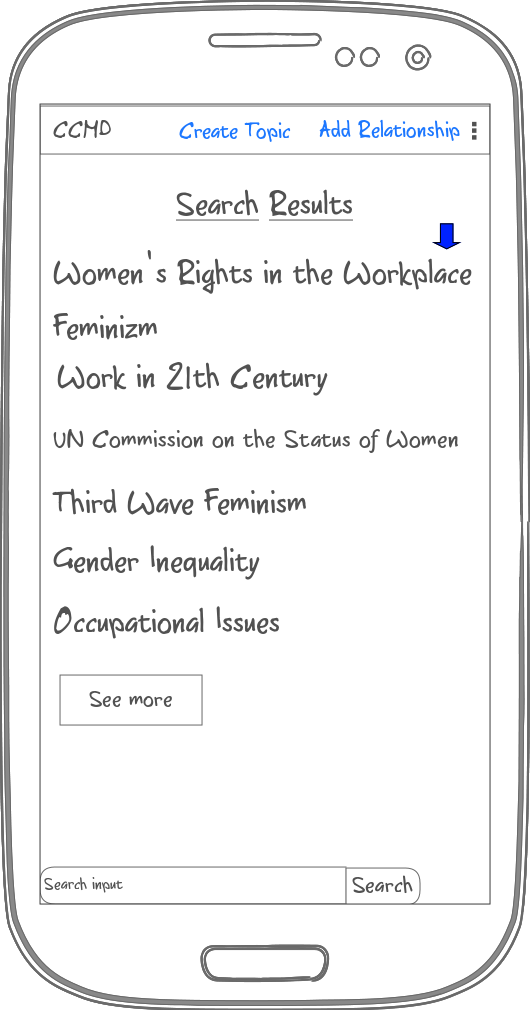 CCMD Create Topic Add Relationship
Search Results
Women's Rights in the Workplace
Feminizm
Work in 21th Century
UN Commission on the Status of Women
Third Wave Feminism
Gender Inequality
Occupational Issues
See more
Search input Search